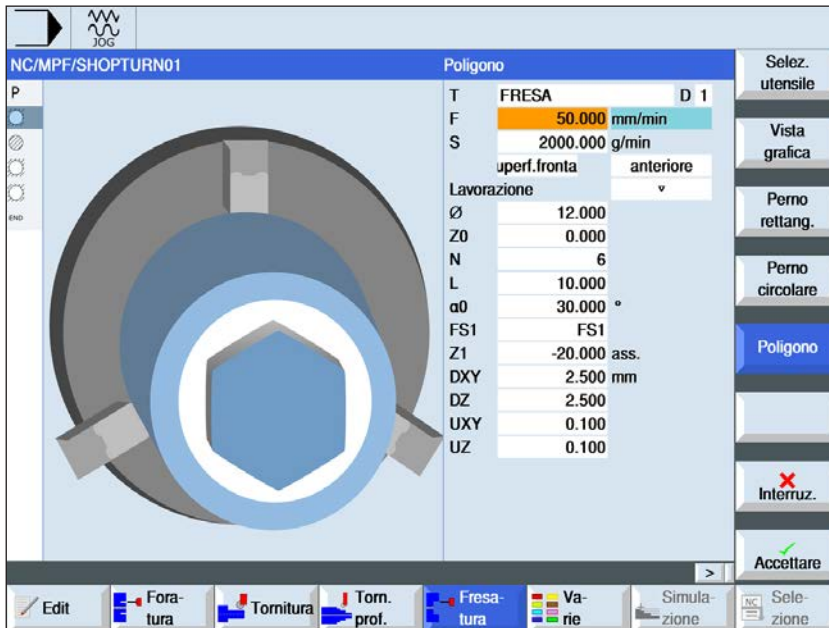 JOG
NC/MPF/SHOPTURN01
Poligono
P
END
T FRESA D 1
F 50.000 mm/min
S 2000.000 g/min
uperf.fronta anteriore
Lavorazione ▿
Ø 12.000
Z0 0.000
N 6
L 10.000
α0 30.000 °
FS1 FS1
Z1 -20.000 ass.
DXY 2.500 mm
DZ 2.500
UXY 0.100
UZ 0.100
Selez.
utensile
Vista
grafica
Perno
rettang.
Perno
circolare
Poligono
Interruz.
Accettare
>
Edit
Fora-
tura
Tornitura
Torn.
prof.
Fresa-
tura
Va-
rie
Simula-
zione
NC
Sele-
zione